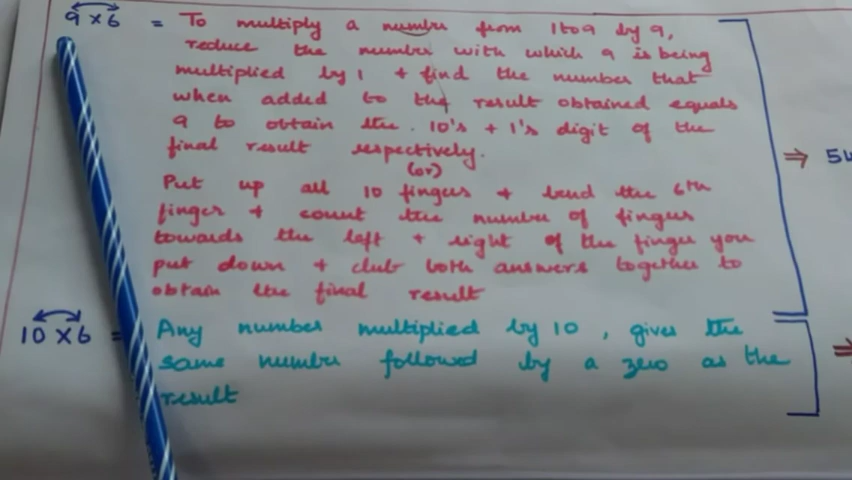 9 × 6 = To multiply a number from 1 to 9 by 9,
reduce the number with which 9 is being
multiplied by 1 + find the number that
when added to the result obtained equals
9 to obtain the 10's + 1's digit of the
final result respectively.
(or)
Put up all 10 fingers + bend the 6th
finger + count the number of fingers
towards the left + right of the finger you
put down + club both answers together to
obtain the final result
⇒ 54
10 × 6 = Any number multiplied by 10, gives the
same number followed by a zero as the
result
⇒